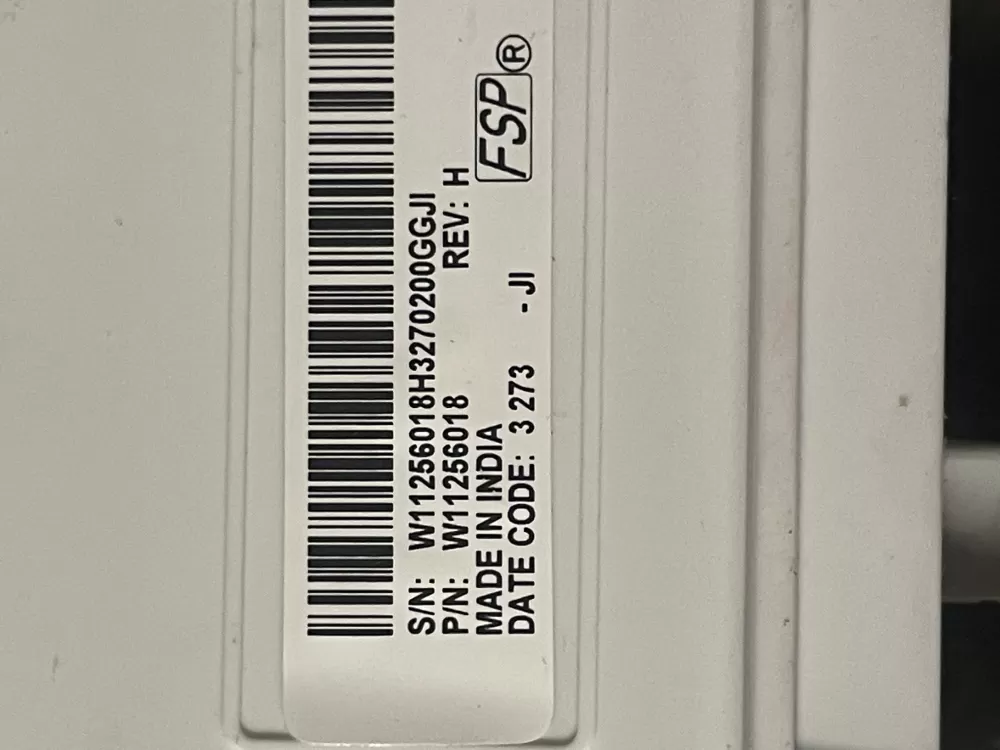 S/N: W11256018H3270200GGJI
P/N: W11256018 REV: H
MADE IN INDIA
DATE CODE: 3 273 - JI
FSP®